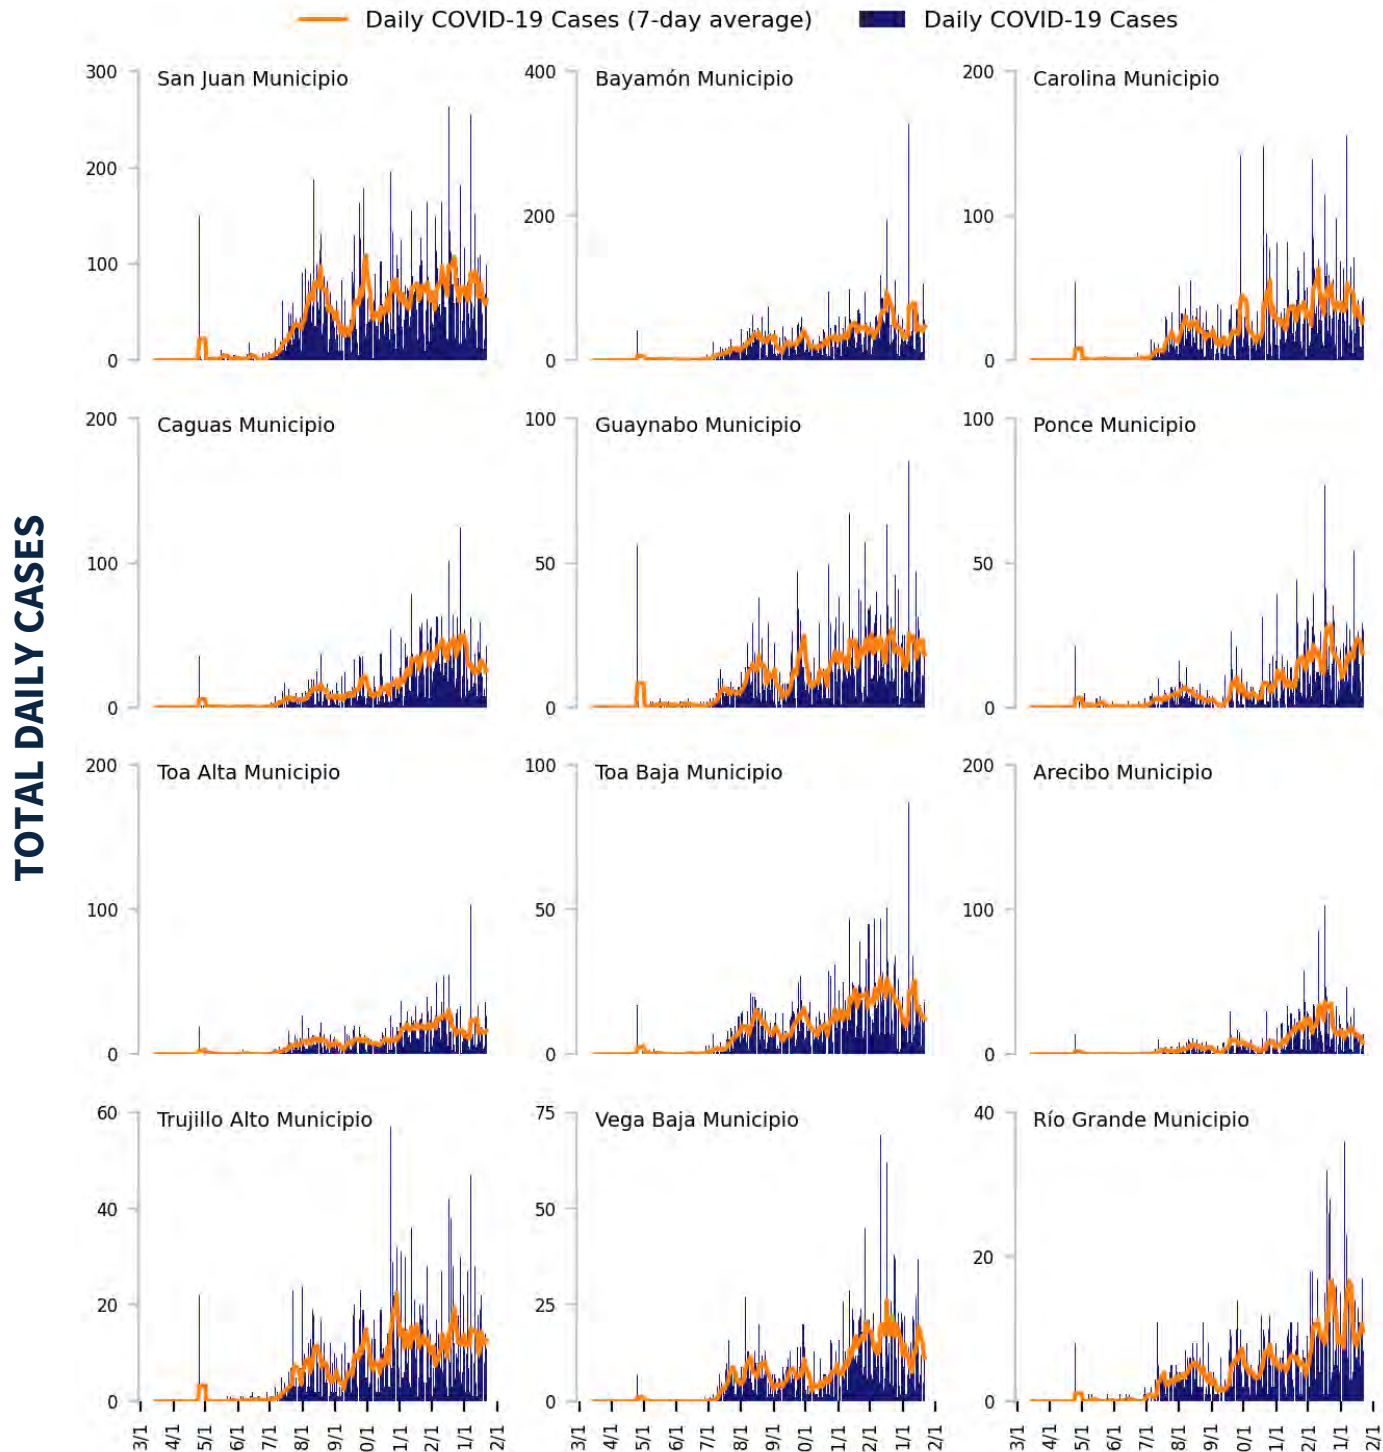 Daily COVID-19 Cases (7-day average) Daily COVID-19 Cases
TOTAL DAILY CASES
San Juan Municipio Bayamón Municipio Carolina Municipio
300 400 200
200 200 100
100 0 0
0
Caguas Municipio Guaynabo Municipio Ponce Municipio
200 100 100
100 50 50
0 0 0
Toa Alta Municipio Toa Baja Municipio Arecibo Municipio
200 100 200
100 50 100
0 0 0
Trujillo Alto Municipio Vega Baja Municipio Río Grande Municipio
60 75 40
40 50 20
20 25 0
0 0
3/1 4/1 5/1 6/1 7/1 8/1 9/1 0/1 1/1 2/1 1/1 2/1 3/1 4/1 5/1 6/1 7/1 8/1 9/1 0/1 1/1 2/1 1/1 2/1 3/1 4/1 5/1 6/1 7/1 8/1 9/1 0/1 1/1 2/1 1/1 2/1